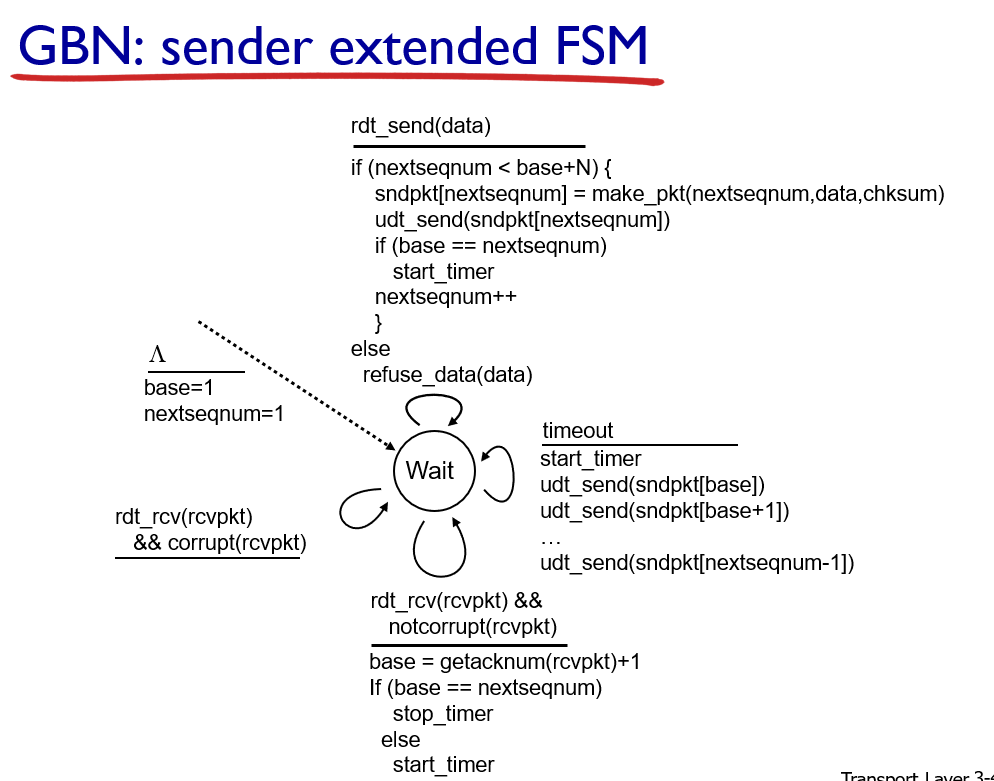 GBN: sender extended FSM
rdt_send(data)
if (nextseqnum < base+N) {
sndpkt[nextseqnum] = make_pkt(nextseqnum,data,chksum)
udt_send(sndpkt[nextseqnum])
if (base == nextseqnum)
start_timer
nextseqnum++
}
else
refuse_data(data)
Λ
base=1
nextseqnum=1
Wait
timeout
start_timer
udt_send(sndpkt[base])
udt_send(sndpkt[base+1])
…
udt_send(sndpkt[nextseqnum-1])
rdt_rcv(rcvpkt)
&& corrupt(rcvpkt)
rdt_rcv(rcvpkt) &&
notcorrupt(rcvpkt)
base = getacknum(rcvpkt)+1
If (base == nextseqnum)
stop_timer
else
start_timer
Transport Layer